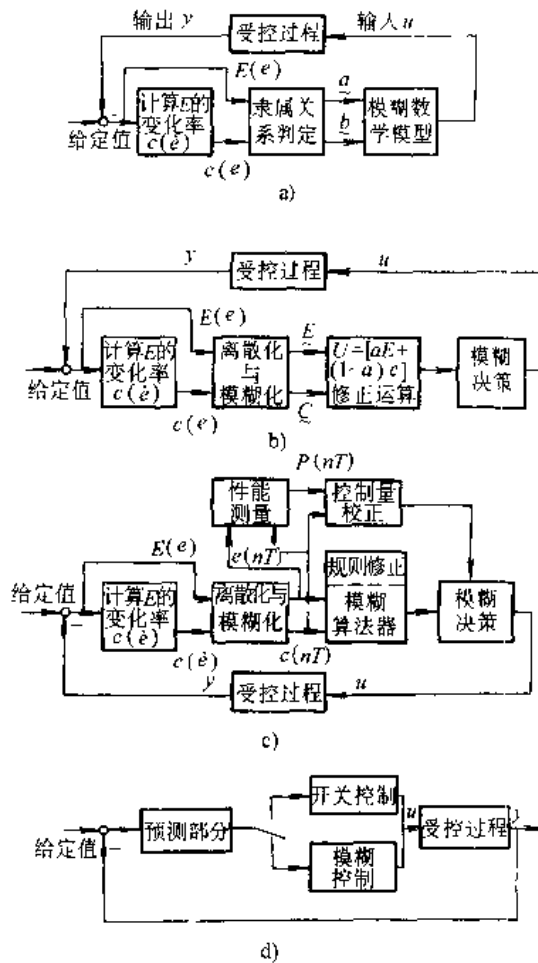 输出 y
受控过程
输入 u
E(e)
给定值
-
计算E的
变化率
c(ė)
隶属关
系判定
a
b
模糊数
学模型
c(e)
a)
y
受控过程
u
E(e)
给定值
计算E的
变化率
c(ė)
离散化
与
模糊化
E
C
U=[aE+
(1-a)c]
修正运算
模糊
决策
c(e)
b)
P(nT)
性能
测量
控制量
校正
E(e)
e(nT)
给定值
-
计算E的
变化率
c(ė)
离散化与
模糊化
规则修正
模糊
算法器
模糊
决策
c(ė)
c(nT)
y
受控过程
u
c)
给定值
-
预测部分
开关控制
模糊
控制
u
受控过程
y
d)